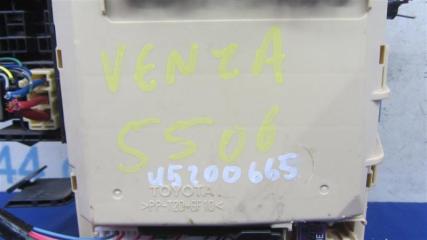 VENZA
5506
U5200665
TOYOTA
>PP-T20-GF10<